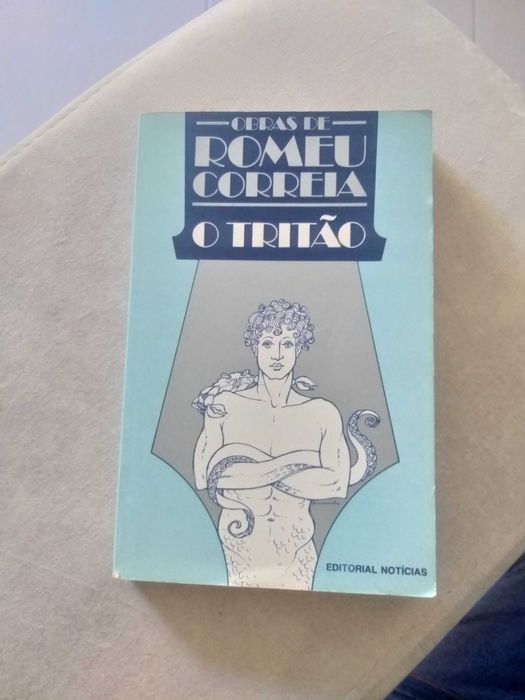 OBRAS DE
ROMEU
CORREIA
O TRITÃO
EDITORIAL NOTÍCIAS